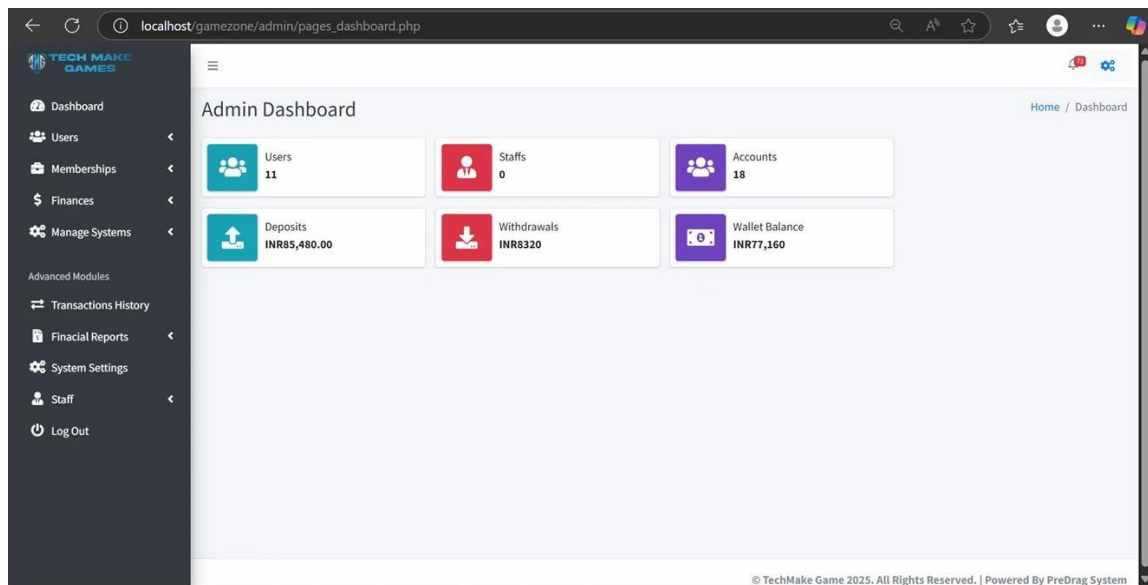 localhost/gamezone/admin/pages_dashboard.php
TECH MAKE
GAMES
73
Dashboard
Users
Memberships
Finances
Manage Systems
Advanced Modules
Transactions History
Finacial Reports
System Settings
Staff
Log Out
Admin Dashboard
Home / Dashboard
Users
11
Staffs
0
Accounts
18
Deposits
INR85,480.00
Withdrawals
INR8320
Wallet Balance
INR77,160
© TechMake Game 2025. All Rights Reserved. | Powered By PreDrag System